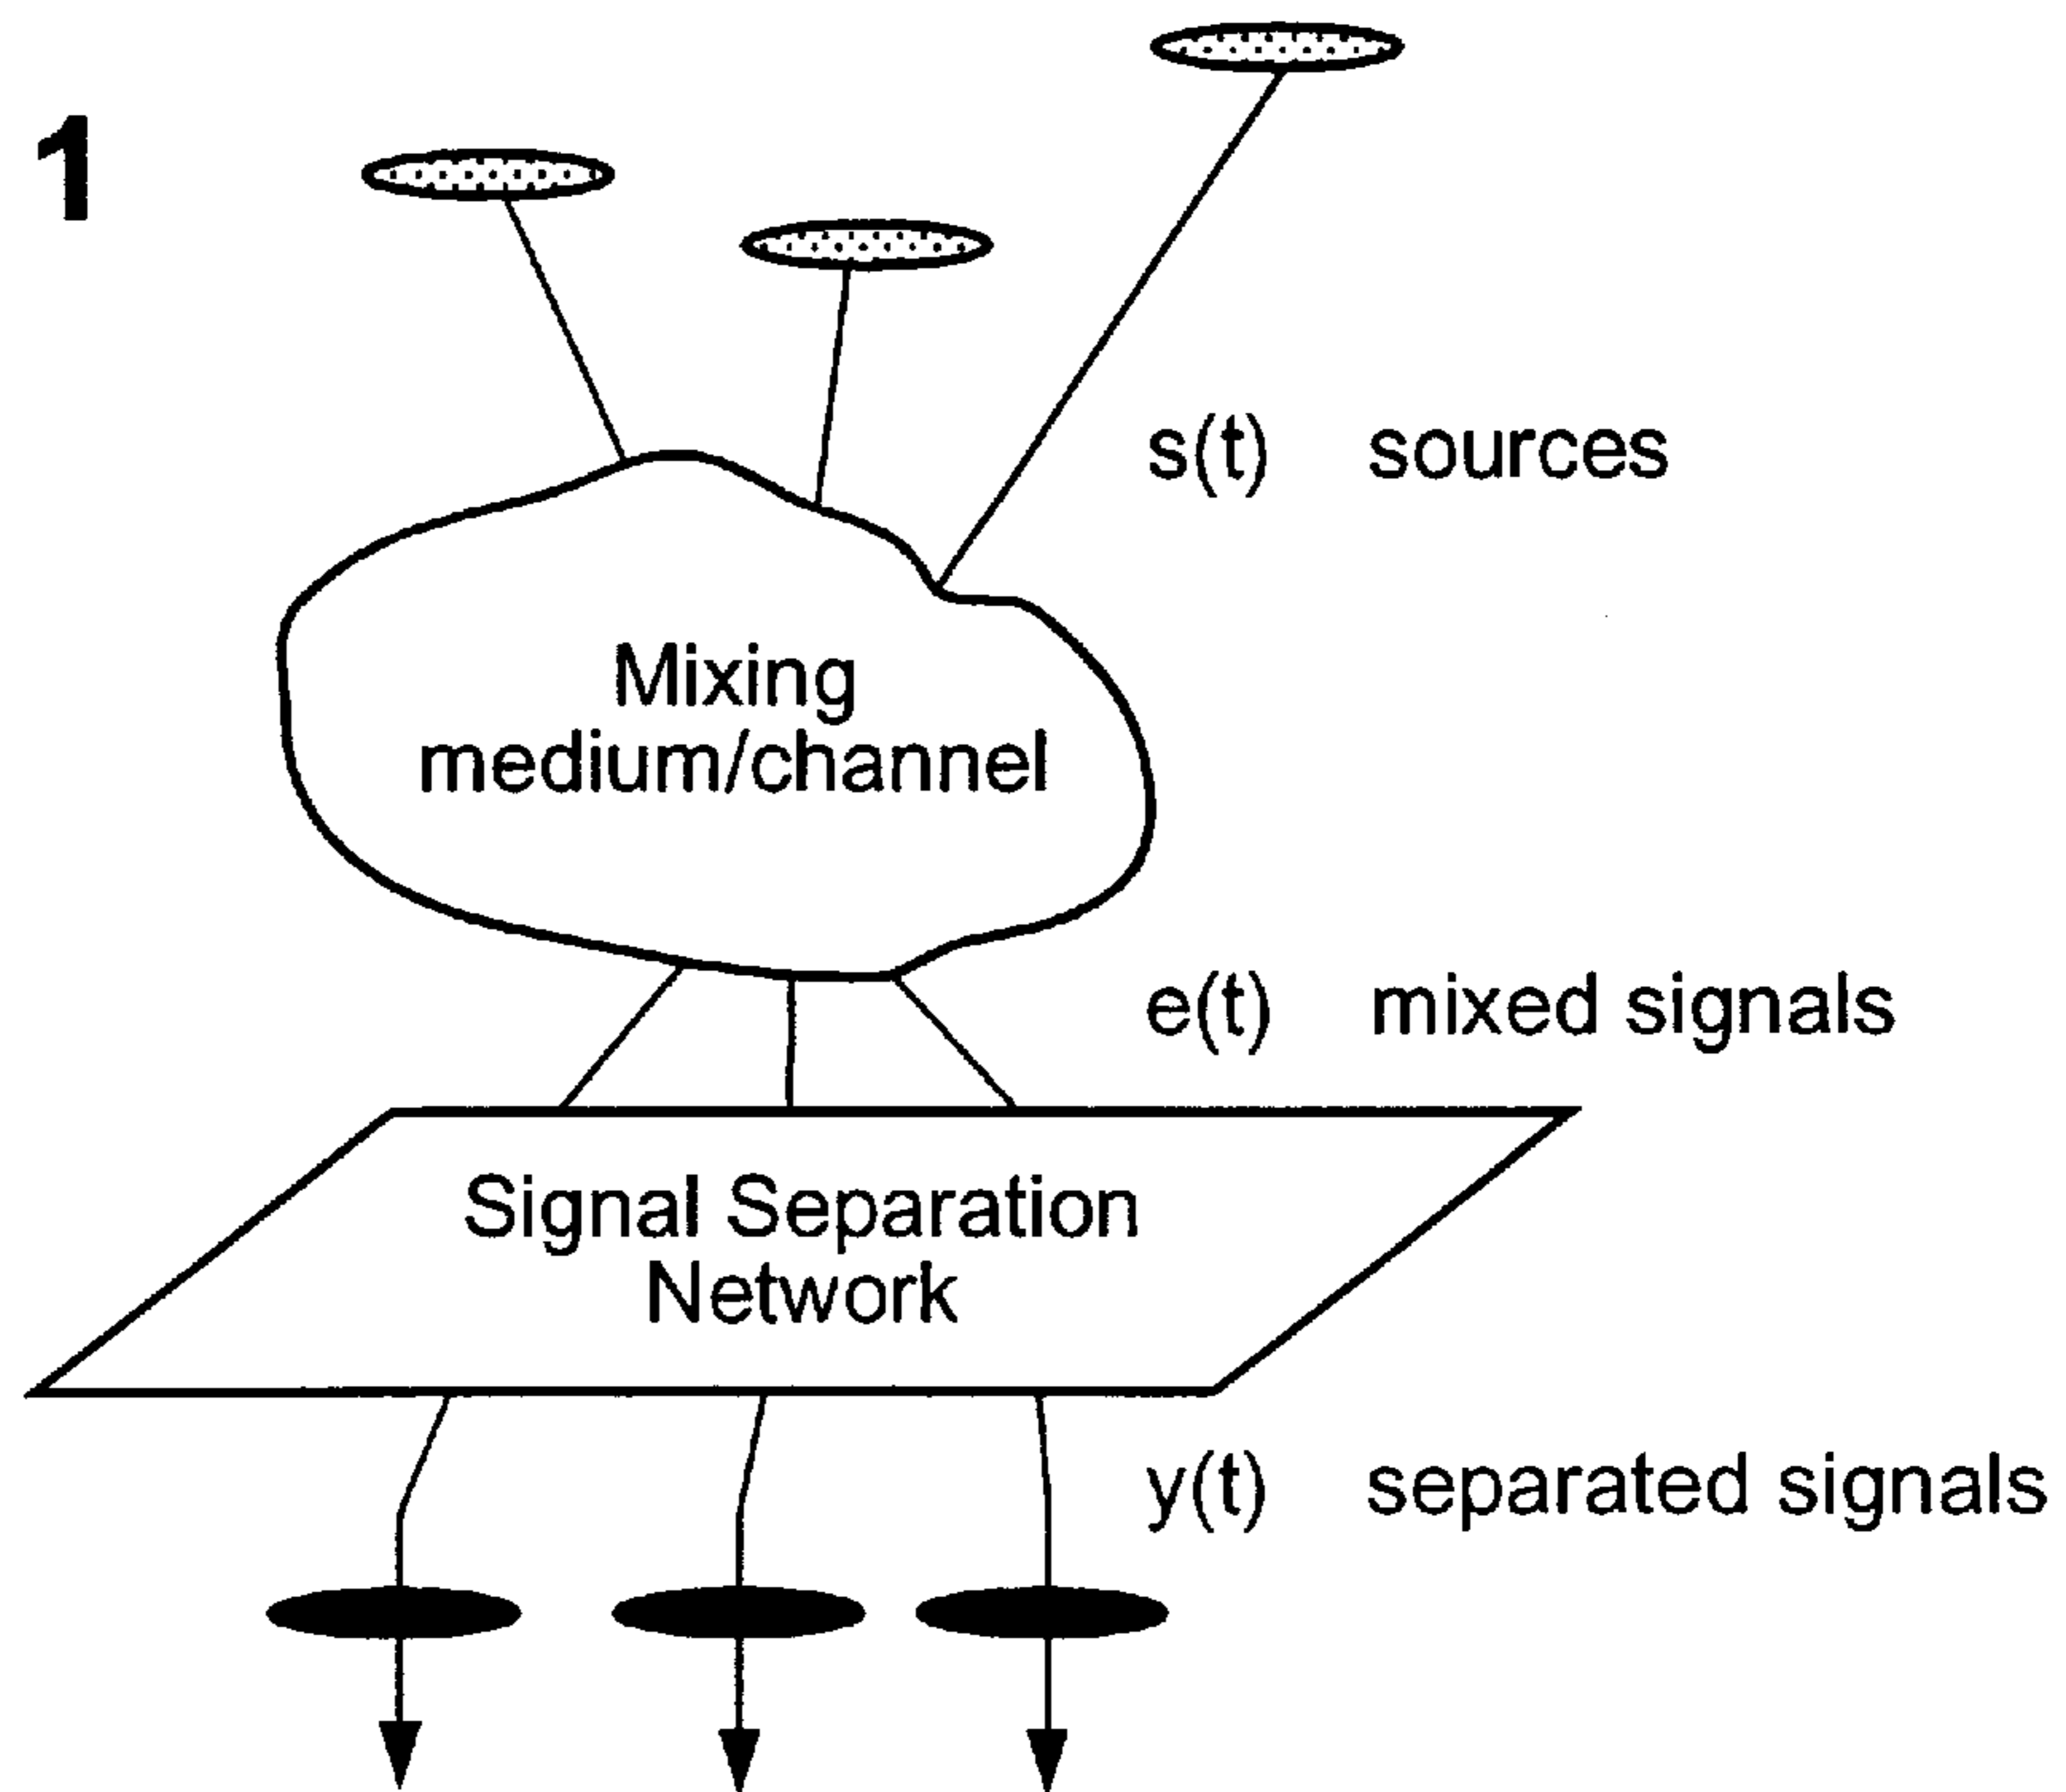 1
s(t) sources
Mixing
medium/channel
e(t) mixed signals
Signal Separation
Network
y(t) separated signals